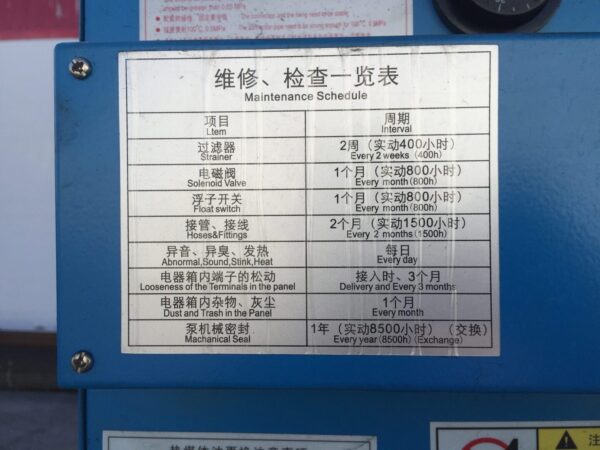 should be greater than 0.63 MPa
维修、检查一览表
Maintenance Schedule
项目 周期
Ltem Interval
过滤器 2周（实动400小时）
Strainer Every 2 weeks (400h)
电磁阀 1个月（实动800小时）
Solenoid Valve Every month(800h)
浮子开关 1个月（实动800小时）
Float switch Every month(800h)
接管、接线 2个月（实动1500小时）
Hoses&Fittings Every 2 months(1500h)
异音、异臭、发热 每日
Abnormal,Sound,Stink,Heat Every day
电器箱内端子的松动 接入时、3个月
Looseness of the Terminals in the panel Delivery and Every 3 months
电器箱内杂物、灰尘 1个月
Dust and Trash in the Panel Every month
泵机械密封 1年（实动8500小时）（交换）
Machanical Seal Every year(8500h)(Exchange)
注